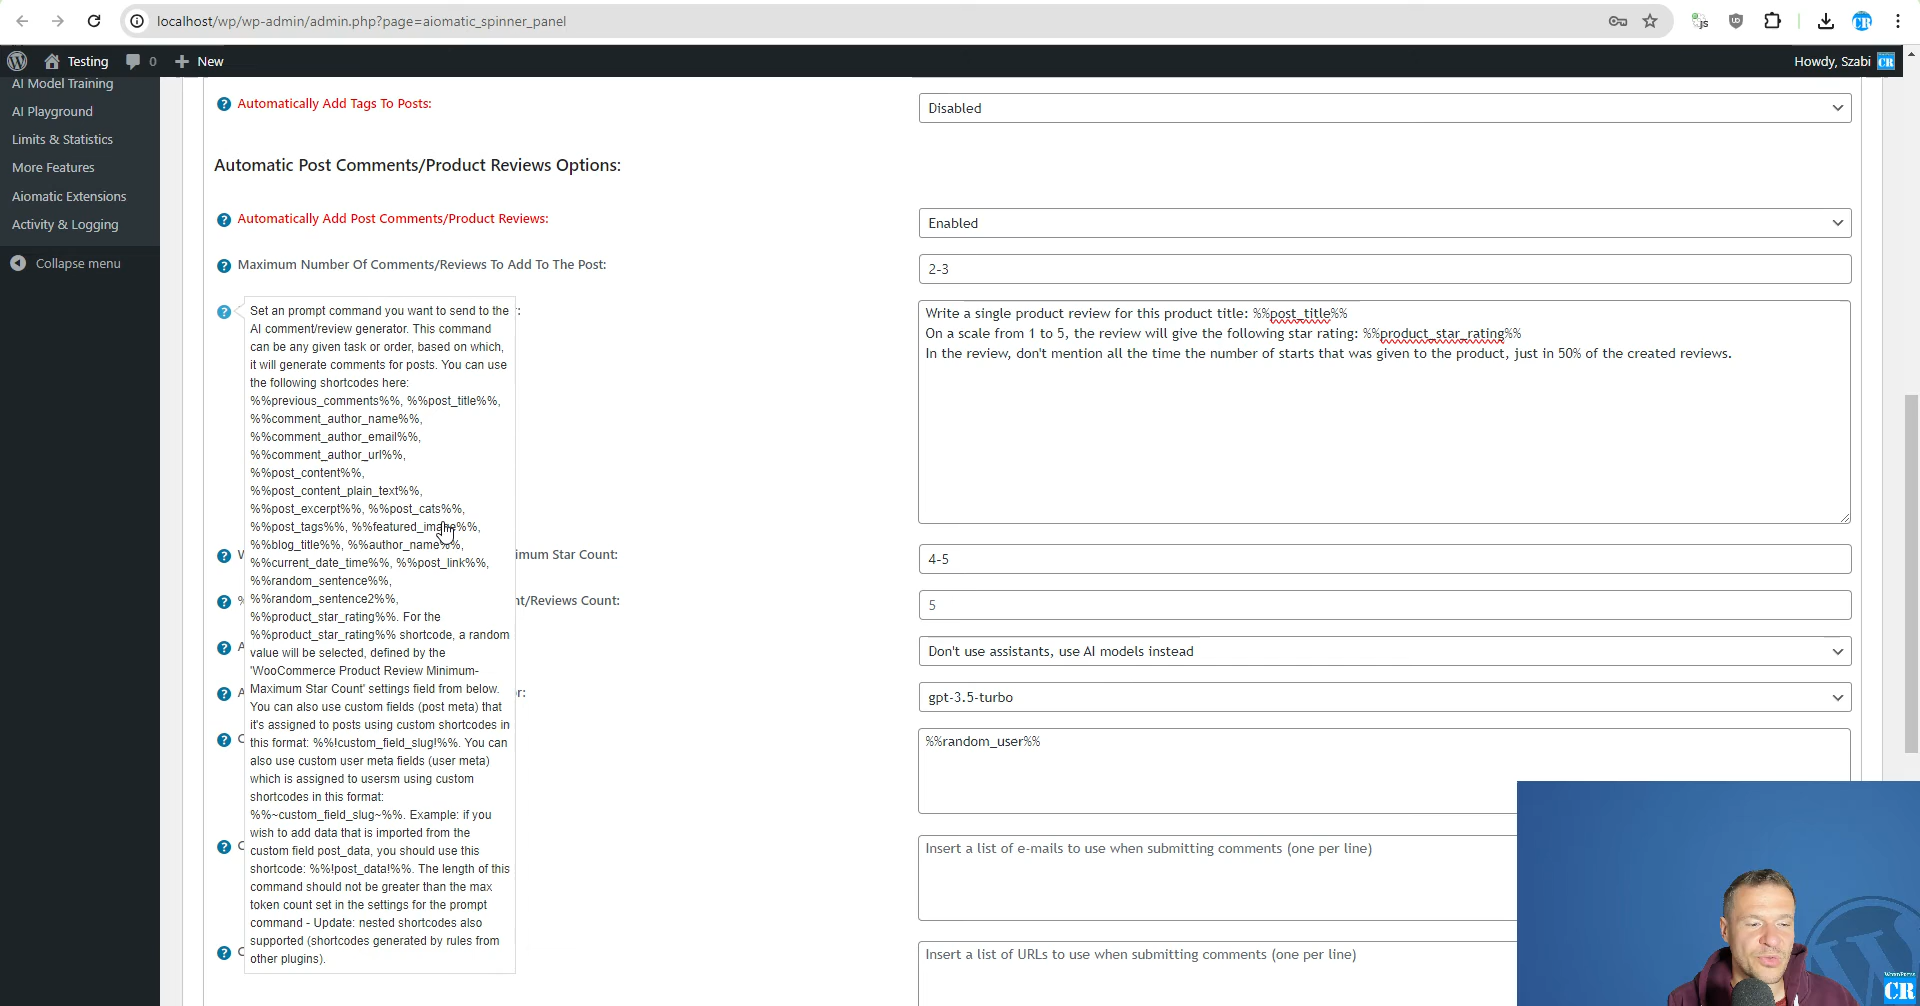 localhost/wp/wp-admin/admin.php?page=aiomatic_spinner_panel
Testing
0
New
Howdy, Szabi
AI Model Training
AI Playground
Limits & Statistics
More Features
Aiomatic Extensions
Activity & Logging
Collapse menu
Automatically Add Tags To Posts:
Disabled
Automatic Post Comments/Product Reviews Options:
Automatically Add Post Comments/Product Reviews:
Enabled
Maximum Number Of Comments/Reviews To Add To The Post:
2-3
Set an prompt command you want to send to the
AI comment/review generator. This command
can be any given task or order, based on which,
it will generate comments for posts. You can use
the following shortcodes here:
%%previous_comments%%, %%post_title%%,
%%comment_author_name%%,
%%comment_author_email%%,
%%comment_author_url%%,
%%post_content%%,
%%post_content_plain_text%%,
%%post_excerpt%%, %%post_cats%%,
%%post_tags%%, %%featured_image%%,
%%blog_title%%, %%author_name%%,
%%current_date_time%%, %%post_link%%,
%%random_sentence%%,
%%random_sentence2%%,
%%product_star_rating%%. For the
%%product_star_rating%% shortcode, a random
value will be selected, defined by the
'WooCommerce Product Review Minimum-
Maximum Star Count' settings field from below.
You can also use custom fields (post meta) that
it's assigned to posts using custom shortcodes in
this format: %%!custom_field_slug!%%. You can
also use custom user meta fields (user meta)
which is assigned to usersm using custom
shortcodes in this format:
%%~custom_field_slug~%%. Example: if you
wish to add data that is imported from the
custom field post_data, you should use this
shortcode: %%!post_data!%%. The length of this
command should not be greater than the max
token count set in the settings for the prompt
command - Update: nested shortcodes also
supported (shortcodes generated by rules from
other plugins).
Write a single product review for this product title: %%post_title%%
On a scale from 1 to 5, the review will give the following star rating: %%product_star_rating%%
In the review, don't mention all the time the number of starts that was given to the product, just in 50% of the created reviews.
imum Star Count:
4-5
nt/Reviews Count:
5
Don't use assistants, use AI models instead
r:
gpt-3.5-turbo
%%random_user%%
Insert a list of e-mails to use when submitting comments (one per line)
Insert a list of URLs to use when submitting comments (one per line)
WORDPRESS
CR